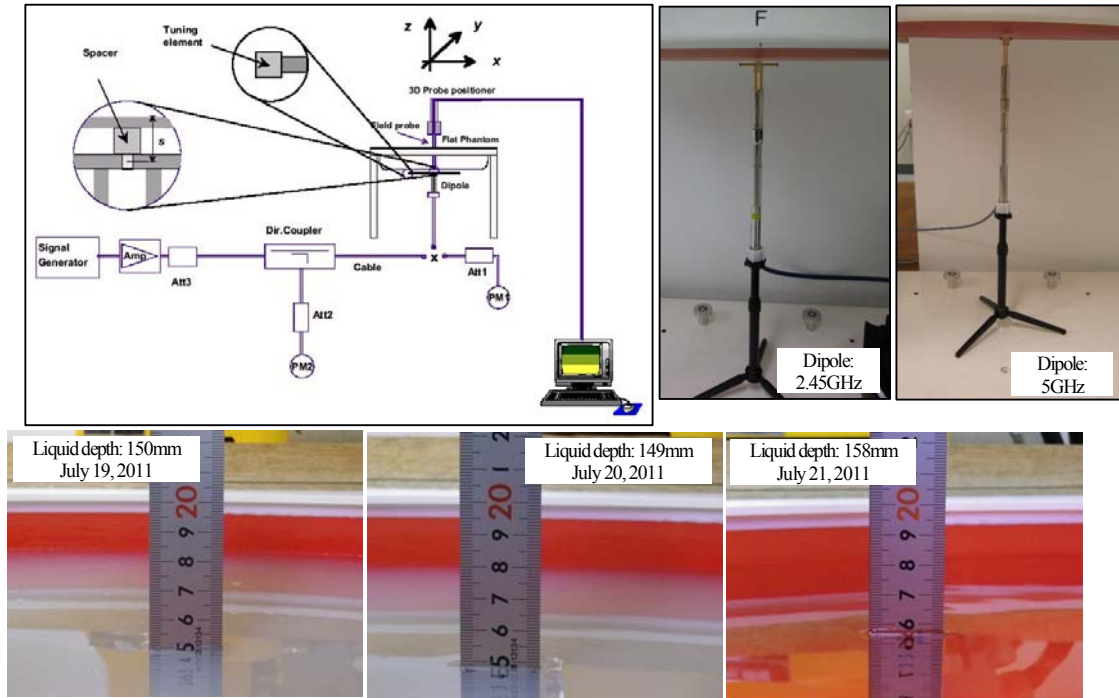 Tuning
element
Spacer
s
z
y
x
3D Probe positioner
Field probe
Flat Phantom
Dipole
Signal
Generator
Amp
Att3
Dir.Coupler
Cable
x
Att1
PM1
Att2
PM2
F
Dipole:
2.45GHz
Dipole:
5GHz
Liquid depth: 150mm
July 19, 2011
20
9
8
7
6
5
Liquid depth: 149mm
July 20, 2011
2
1
20
9
8
7
6
5
Liquid depth: 158mm
July 21, 2011
20
9
8
7
6